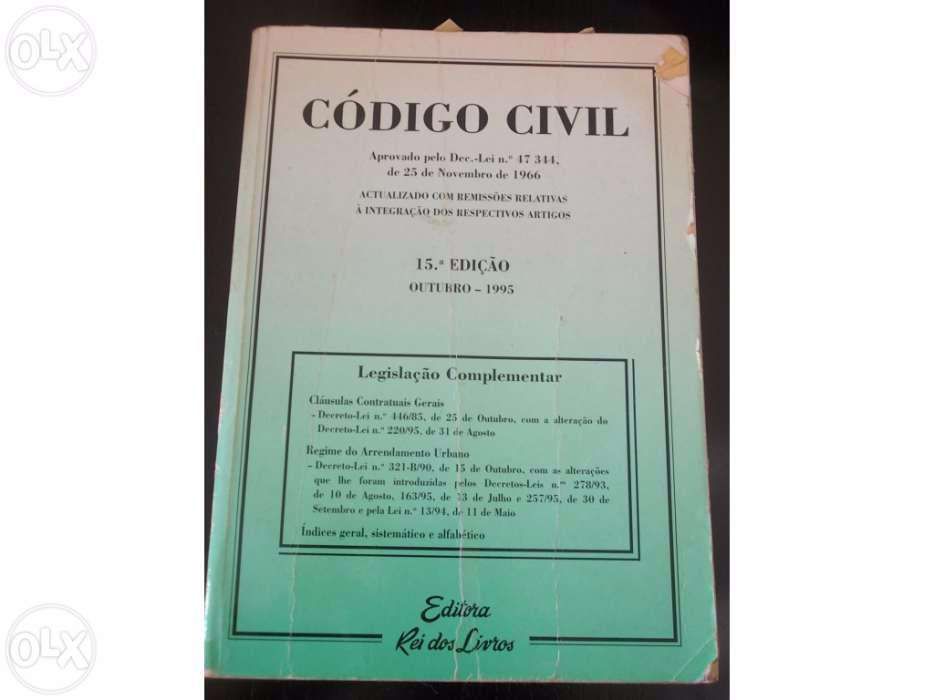 OLX
CÓDIGO CIVIL
Aprovado pelo Dec.-Lei n.º 47 344,
de 25 de Novembro de 1966
ACTUALIZADO COM REMISSÕES RELATIVAS
À INTEGRAÇÃO DOS RESPECTIVOS ARTIGOS
15.ª EDIÇÃO
OUTUBRO – 1995
Legislação Complementar
Cláusulas Contratuais Gerais
– Decreto-Lei n.º 446/85, de 25 de Outubro, com a alteração do
Decreto-Lei n.º 220/95, de 31 de Agosto
Regime do Arrendamento Urbano
– Decreto-Lei n.º 321-B/90, de 15 de Outubro, com as alterações
que lhe foram introduzidas pelos Decretos-Leis n.ºs 278/93,
de 10 de Agosto, 163/95, de 13 de Julho e 257/95, de 30 de
Setembro e pela Lei n.º 13/94, de 11 de Maio
Índices geral, sistemático e alfabético
Editora
Rei dos Livros
OLX